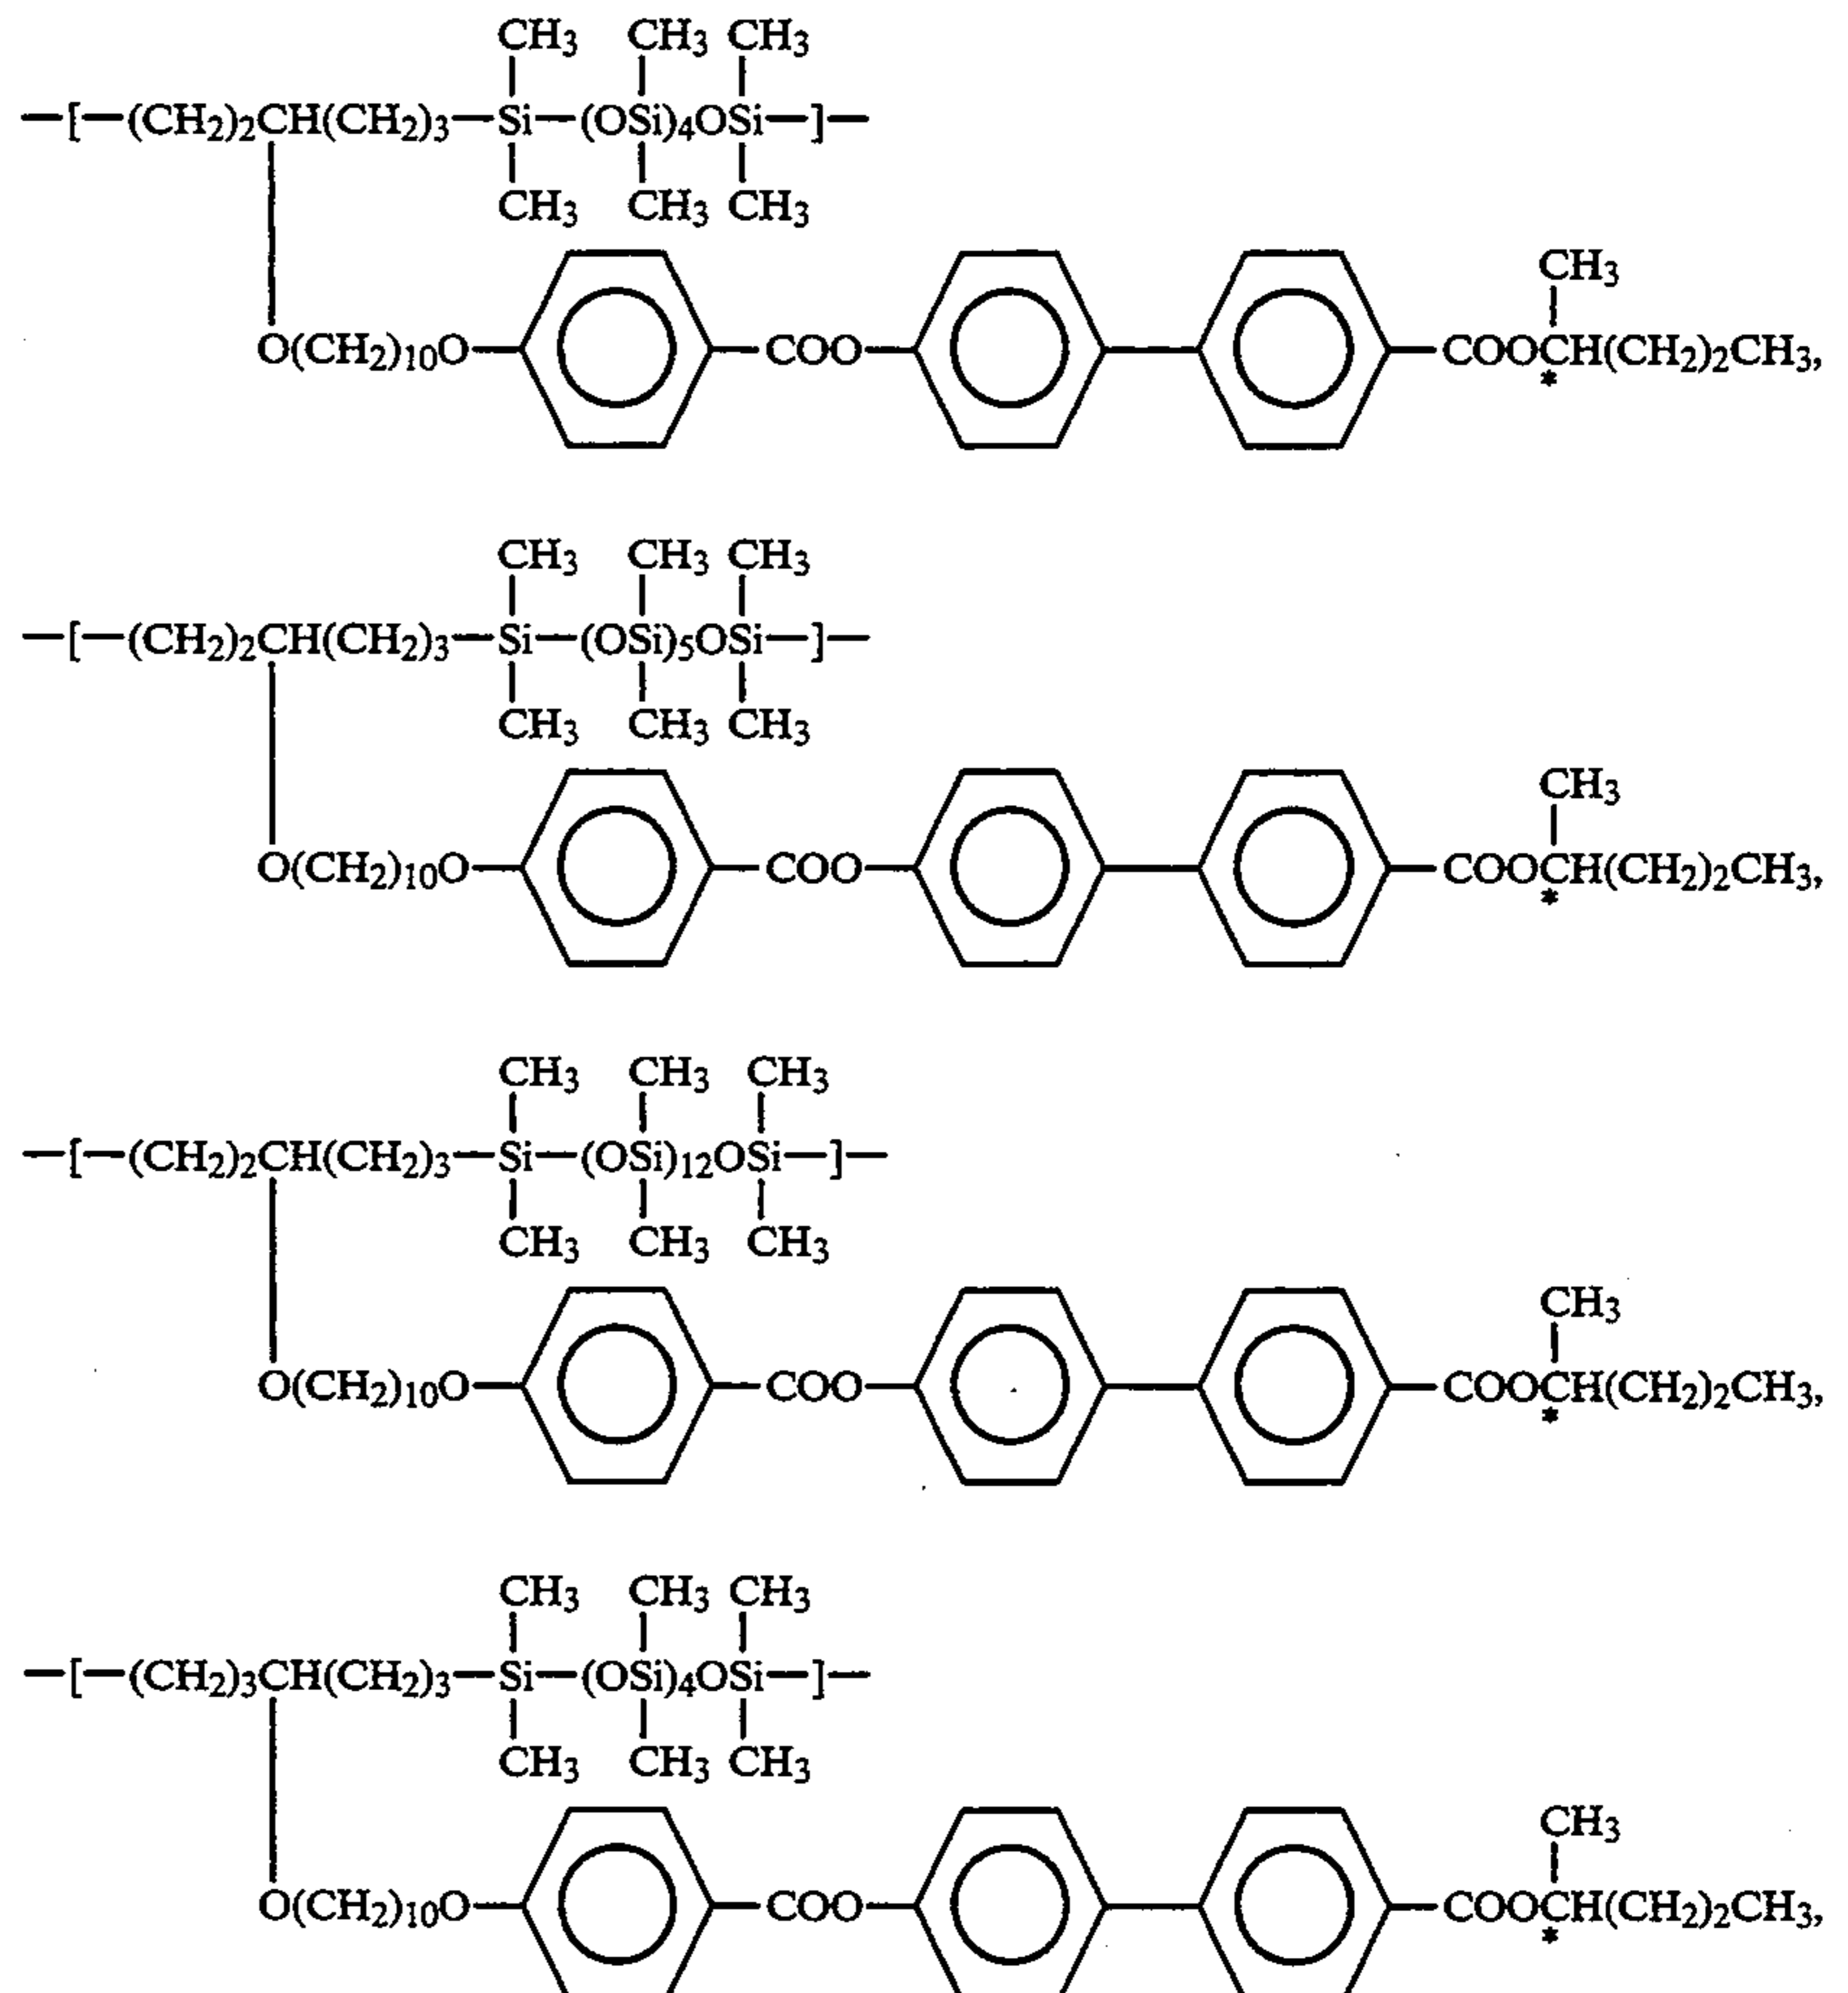 CH₃ CH₃ CH₃
—[—(CH₂)₂CH(CH₂)₃—Si—(OSi)₄OSi—]—
CH₃ CH₃ CH₃
CH₃
O(CH₂)₁₀O— —COO— —COOCH(CH₂)₂CH₃,
*
CH₃ CH₃ CH₃
—[—(CH₂)₂CH(CH₂)₃—Si—(OSi)₅OSi—]—
CH₃ CH₃ CH₃
CH₃
O(CH₂)₁₀O— —COO— —COOCH(CH₂)₂CH₃,
*
CH₃ CH₃ CH₃
—[—(CH₂)₂CH(CH₂)₃—Si—(OSi)₁₂OSi—]—
CH₃ CH₃ CH₃
CH₃
O(CH₂)₁₀O— —COO— —COOCH(CH₂)₂CH₃,
*
CH₃ CH₃ CH₃
—[—(CH₂)₃CH(CH₂)₃—Si—(OSi)₄OSi—]—
CH₃ CH₃ CH₃
CH₃
O(CH₂)₁₀O— —COO— —COOCH(CH₂)₂CH₃,
*